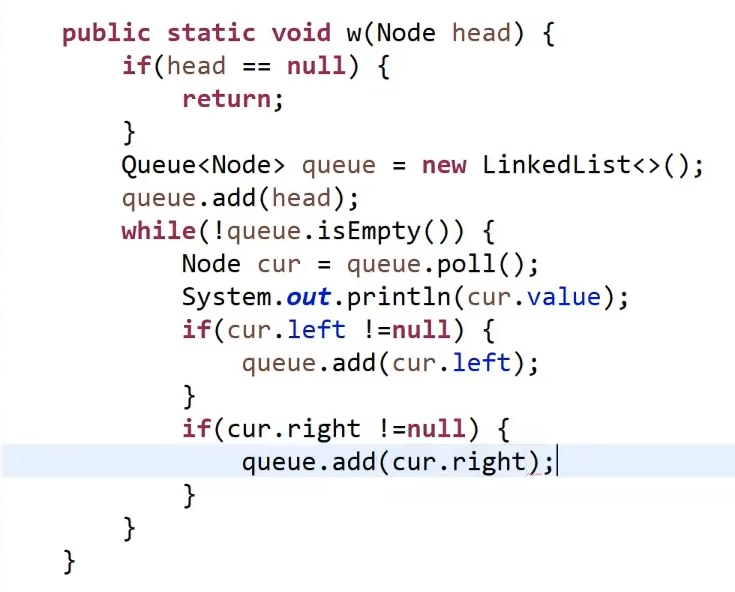 public static void w(Node head) {
if(head == null) {
return;
}
Queue<Node> queue = new LinkedList<>();
queue.add(head);
while(!queue.isEmpty()) {
Node cur = queue.poll();
System.out.println(cur.value);
if(cur.left !=null) {
queue.add(cur.left);
}
if(cur.right !=null) {
queue.add(cur.right);
}
}
}